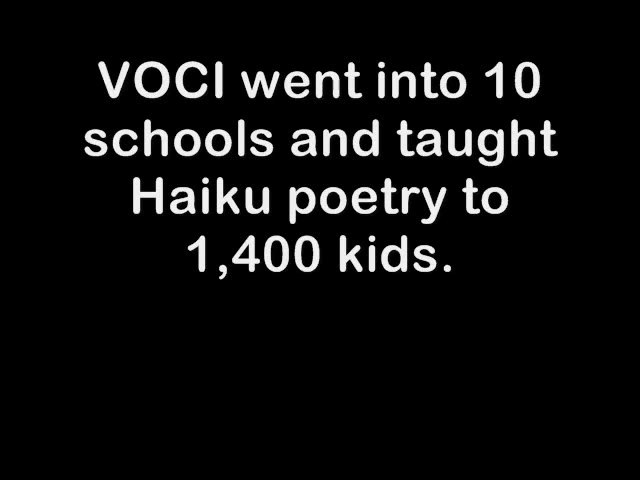 VOCI went into 10
schools and taught
Haiku poetry to
1,400 kids.